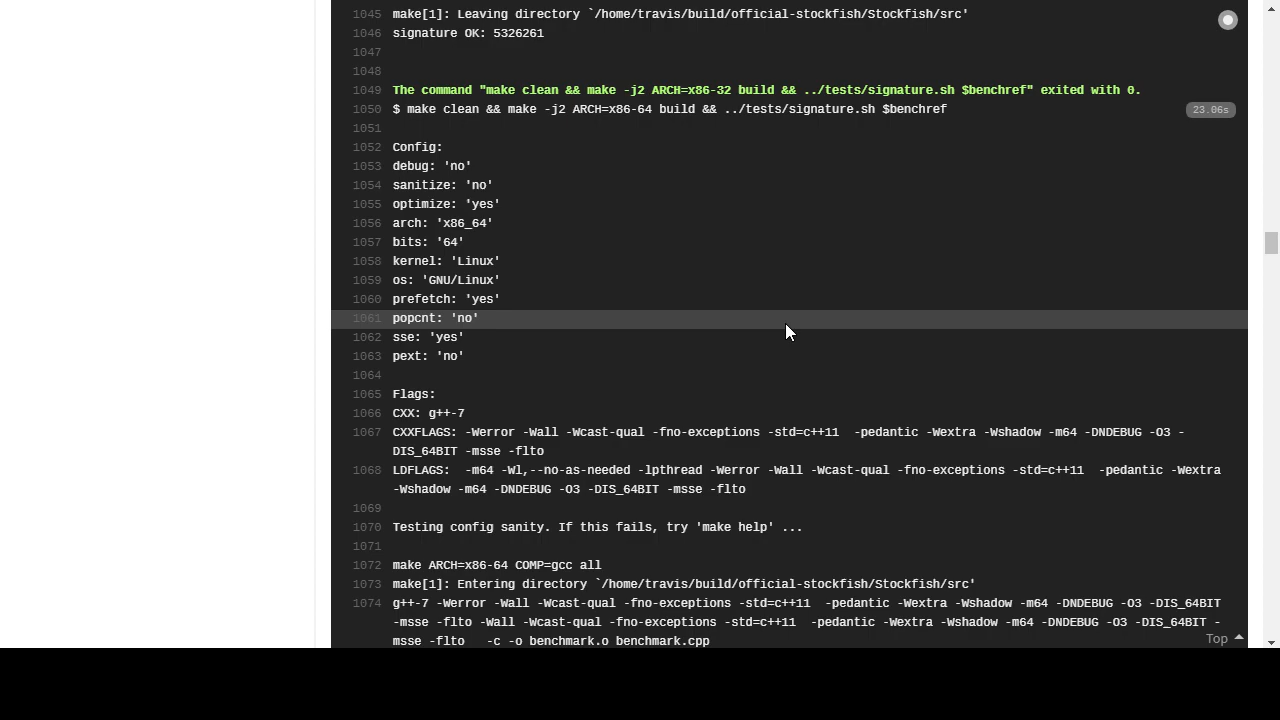 1045 make[1]: Leaving directory `/home/travis/build/official-stockfish/Stockfish/src'
1046 signature OK: 5326261
1047
1048
1049 The command "make clean && make -j2 ARCH=x86-32 build && ../tests/signature.sh $benchref" exited with 0.
1050 $ make clean && make -j2 ARCH=x86-64 build && ../tests/signature.sh $benchref 23.06s
1051
1052 Config:
1053 debug: 'no'
1054 sanitize: 'no'
1055 optimize: 'yes'
1056 arch: 'x86_64'
1057 bits: '64'
1058 kernel: 'Linux'
1059 os: 'GNU/Linux'
1060 prefetch: 'yes'
1061 popcnt: 'no'
1062 sse: 'yes'
1063 pext: 'no'
1064
1065 Flags:
1066 CXX: g++-7
1067 CXXFLAGS: -Werror -Wall -Wcast-qual -fno-exceptions -std=c++11  -pedantic -Wextra -Wshadow -m64 -DNDEBUG -O3 -
DIS_64BIT -msse -flto
1068 LDFLAGS:  -m64 -Wl,--no-as-needed -lpthread -Werror -Wall -Wcast-qual -fno-exceptions -std=c++11  -pedantic -Wextra
-Wshadow -m64 -DNDEBUG -O3 -DIS_64BIT -msse -flto
1069
1070 Testing config sanity. If this fails, try 'make help' ...
1071
1072 make ARCH=x86-64 COMP=gcc all
1073 make[1]: Entering directory `/home/travis/build/official-stockfish/Stockfish/src'
1074 g++-7 -Werror -Wall -Wcast-qual -fno-exceptions -std=c++11  -pedantic -Wextra -Wshadow -m64 -DNDEBUG -O3 -DIS_64BIT
-msse -flto -Wall -Wcast-qual -fno-exceptions -std=c++11  -pedantic -Wextra -Wshadow -m64 -DNDEBUG -O3 -DIS_64BIT -
msse -flto   -c -o benchmark.o benchmark.cpp
Top